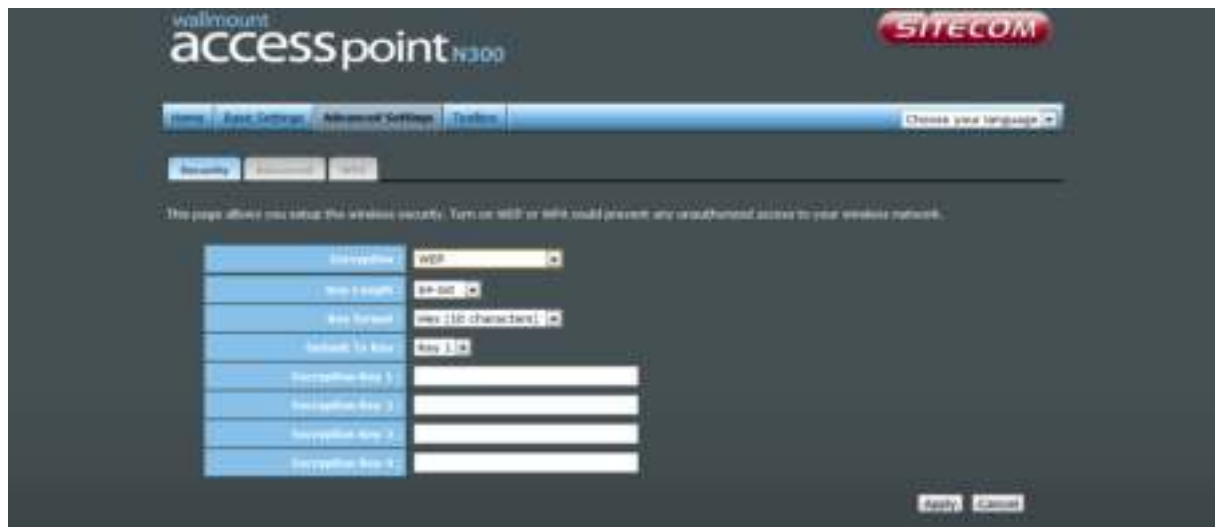 wallmount
accesspoint N300
SITECOM
Home Basic Settings Advanced Settings Toolbox
Choose your language
Security Advanced WPS
This page allows you setup the wireless security. Turn on WEP or WPA could prevent any unauthorized access to your wireless network.
Encryption : WEP
Key Length : 64-bit
Key Format : Hex (10 characters)
Default Tx Key : Key 1
Encryption Key 1 :
Encryption Key 2 :
Encryption Key 3 :
Encryption Key 4 :
Apply Cancel